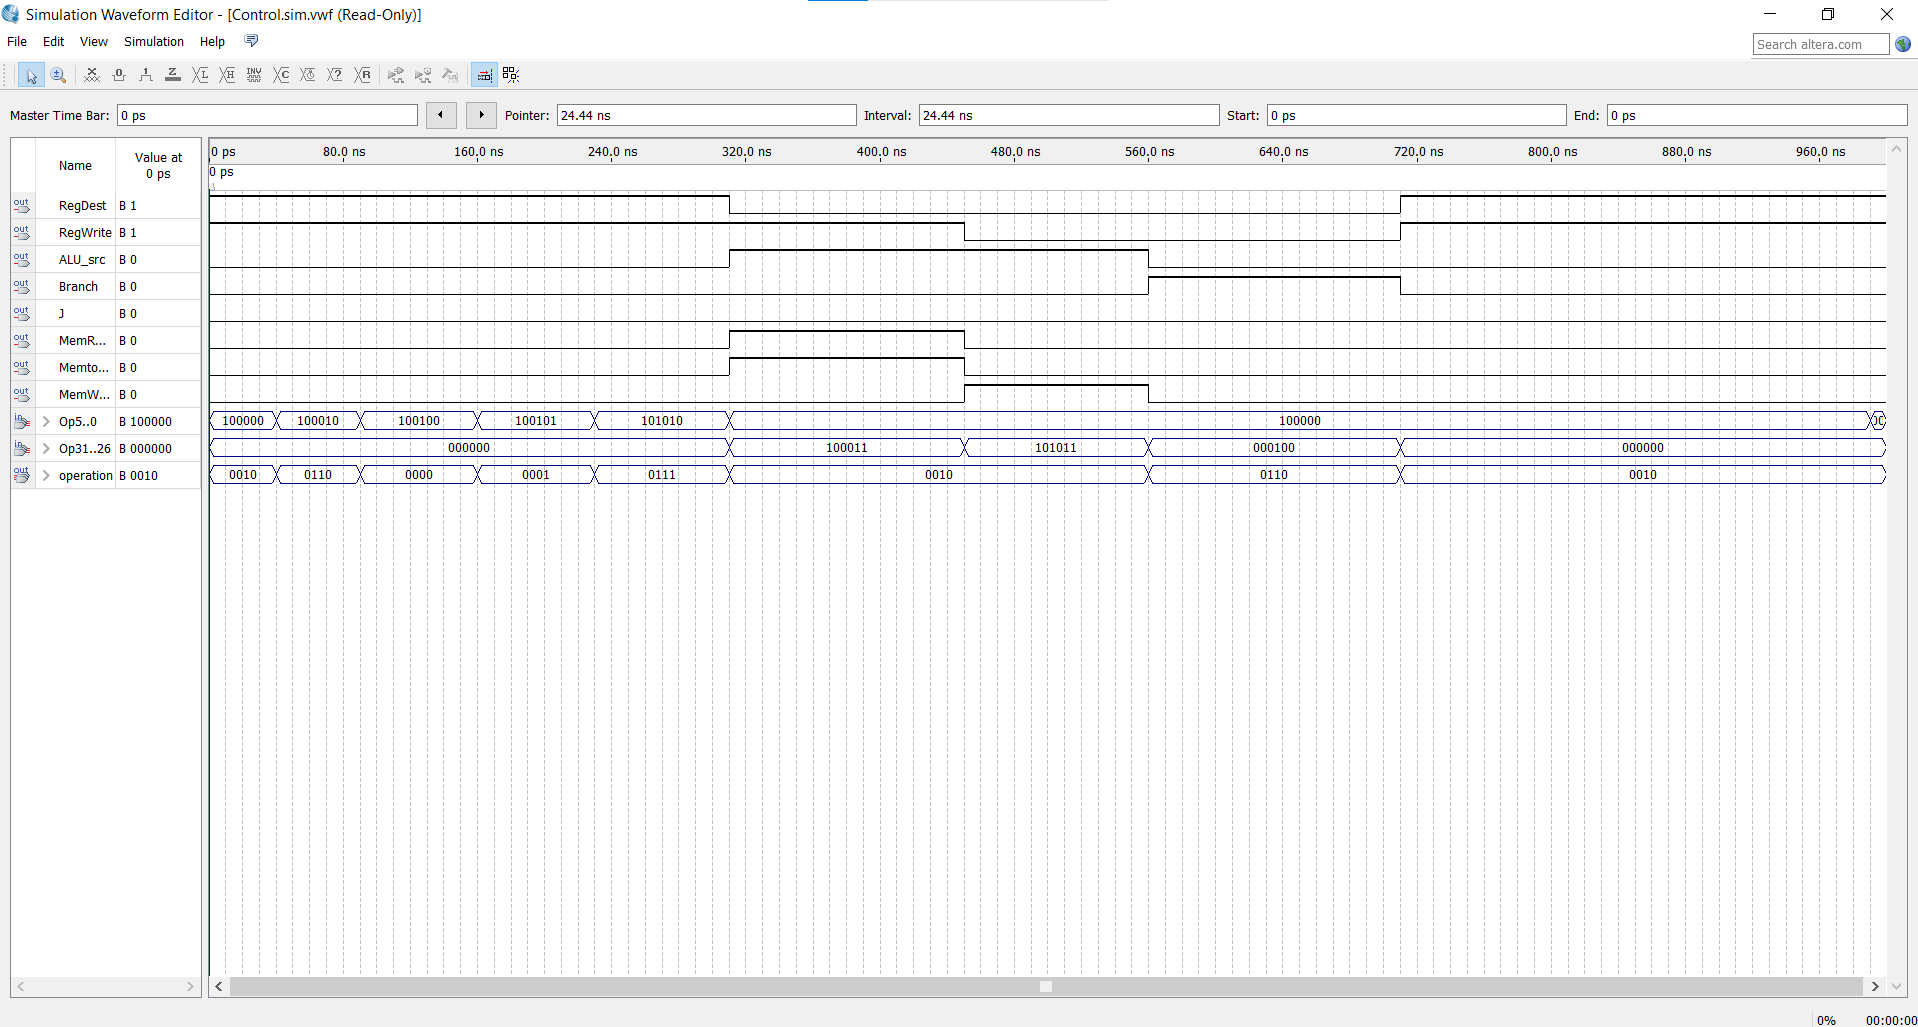 Simulation Waveform Editor - [Control.sim.vwf (Read-Only)]
File Edit View Simulation Help
Search altera.com
Master Time Bar: 0 ps Pointer: 24.44 ns Interval: 24.44 ns Start: 0 ps End: 0 ps
Name Value at 0 ps
0 ps 80.0 ns 160.0 ns 240.0 ns 320.0 ns 400.0 ns 480.0 ns 560.0 ns 640.0 ns 720.0 ns 800.0 ns 880.0 ns 960.0 ns
0 ps
out RegDest B 1
out RegWrite B 1
out ALU_src B 0
out Branch B 0
out J B 0
out MemR... B 0
out Memto... B 0
out MemW... B 0
in Op5..0 B 100000 100000 100010 100100 100101 101010 100000
in Op31..26 B 000000 000000 100011 101011 000100 000000
out operation B 0010 0010 0110 0000 0001 0111 0010 0110 0010
0% 00:00:00